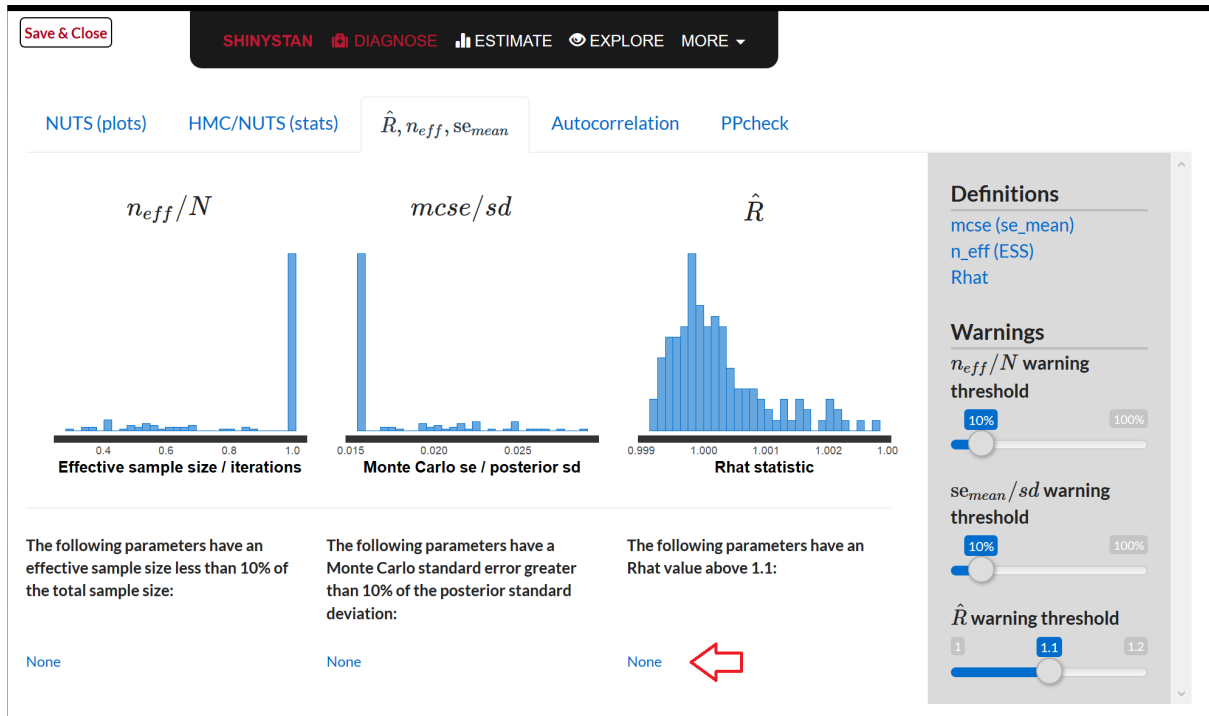 Save & Close
SHINYSTAN DIAGNOSE ESTIMATE EXPLORE MORE
NUTS (plots) HMC/NUTS (stats) R̂, n_eff, se_mean Autocorrelation PPcheck
n_eff/N mcse/sd R̂
0.4 0.6 0.8 1.0 0.015 0.020 0.025 0.999 1.000 1.001 1.002 1.00
Effective sample size / iterations Monte Carlo se / posterior sd Rhat statistic
The following parameters have an
effective sample size less than 10% of
the total sample size:
None
The following parameters have a
Monte Carlo standard error greater
than 10% of the posterior standard
deviation:
None
The following parameters have an
Rhat value above 1.1:
None
Definitions
mcse (se_mean)
n_eff (ESS)
Rhat
Warnings
n_eff/N warning
threshold
10% 100%
se_mean/sd warning
threshold
10% 100%
R̂ warning threshold
1 1.1 1.2